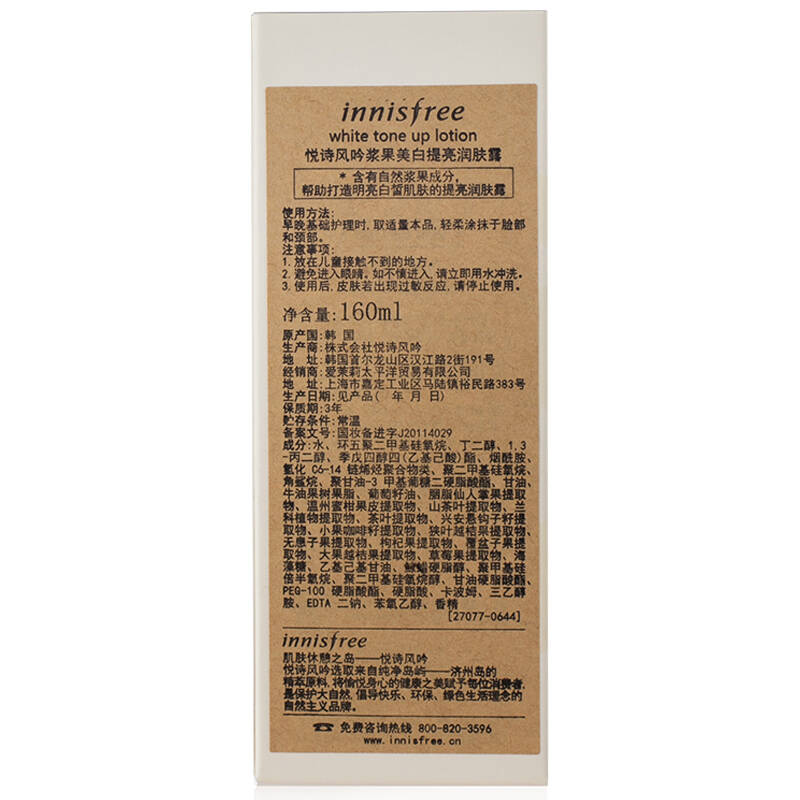 innisfree
white tone up lotion
悦诗风吟浆果美白提亮润肤露
* 含有自然浆果成分,
帮助打造明亮白皙肌肤的提亮润肤露
使用方法:
早晚基础护理时, 取适量本品, 轻柔涂抹于脸部
和颈部。
注意事项:
1. 放在儿童接触不到的地方。
2. 避免进入眼睛。如不慎进入, 请立即用水冲洗。
3. 使用后, 皮肤若出现过敏反应, 请停止使用。
净含量:160ml
原产国: 韩 国
生产商: 株式会社悦诗风吟
地 址: 韩国首尔龙山区汉江路2街191号
经销商: 爱茉莉太平洋贸易有限公司
地 址: 上海市嘉定工业区马陆镇裕民路383号
生产日期: 见产品( 年 月 日)
保质期: 3年
贮存条件: 常温
备案文号: 国妆备进字J20114029
成分: 水、环五聚二甲基硅氧烷、丁二醇、1,3
-丙二醇、季戊四醇四(乙基己酸)酯、烟酰胺、
氢化 C6-14 链烯烃聚合物类、聚二甲基硅氧烷、
角鲨烷、聚甘油-3 甲基葡糖二硬脂酸酯、甘油、
牛油果树果脂、葡萄籽油、胭脂仙人掌果提取
物、温州蜜柑果皮提取物、山茶叶提取物、兰
科植物提取物、茶叶提取物、兴安悬钩子籽提
取物、小果咖啡籽提取物、狭叶越桔果提取物、
无患子果提取物、枸杞果提取物、覆盆子果提
取物、大果越桔果提取物、草莓果提取物、海
藻糖、乙基己基甘油、鲸蜡硬脂醇、聚甲基硅
倍半氧烷、聚二甲基硅氧烷醇、甘油硬脂酸酯、
PEG-100 硬脂酸酯、硬脂酸、卡波姆、三乙醇
胺、EDTA 二钠、苯氧乙醇、香精
[27077-0644]
innisfree
肌肤休憩之岛——悦诗风吟
悦诗风吟选取来自纯净岛屿——济州岛的
精萃原料, 将愉悦身心的健康之美赋予每位消费者,
是保护大自然, 倡导快乐、环保、绿色生活理念的
自然主义品牌。
☎ 免费咨询热线 800-820-3596
www.innisfree.cn